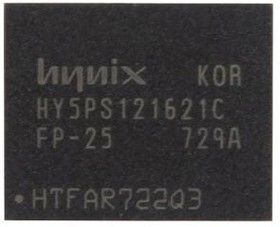 hynix KOR
HY5PS121621C
FP-25 729A
HTFAR722Q3